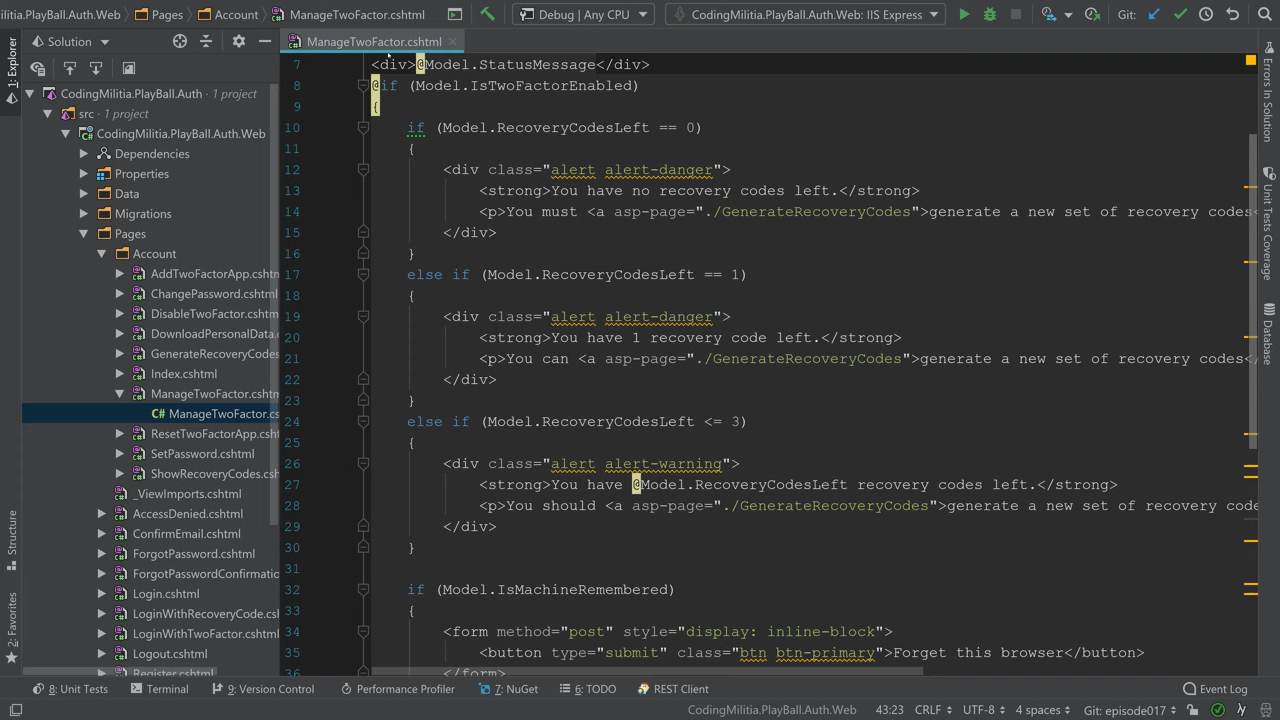 litia.PlayBall.Auth.Web
Pages
Account
ManageTwoFactor.cshtml
Debug | Any CPU
CodingMilitia.PlayBall.Auth.Web: IIS Express
Git:
1: Explorer
Solution
ManageTwoFactor.cshtml
CodingMilitia.PlayBall.Auth 1 project
src 1 project
CodingMilitia.PlayBall.Auth.Web
Dependencies
Properties
Data
Migrations
Pages
Account
AddTwoFactorApp.cshtm
ChangePassword.cshtml
DisableTwoFactor.cshtml
DownloadPersonalData.c
GenerateRecoveryCodes
Index.cshtml
ManageTwoFactor.cshtm
C# ManageTwoFactor.cs
ResetTwoFactorApp.csht
SetPassword.cshtml
ShowRecoveryCodes.csh
_ViewImports.cshtml
AccessDenied.cshtml
ConfirmEmail.cshtml
ForgotPassword.cshtml
ForgotPasswordConfirmatio
Login.cshtml
LoginWithRecoveryCode.csh
LoginWithTwoFactor.cshtml
Logout.cshtml
Register.cshtml
Structure
2: Favorites
7 <div>@Model.StatusMessage</div>
8 @if (Model.IsTwoFactorEnabled)
9 {
10 if (Model.RecoveryCodesLeft == 0)
11 {
12 <div class="alert alert-danger">
13 <strong>You have no recovery codes left.</strong>
14 <p>You must <a asp-page="./GenerateRecoveryCodes">generate a new set of recovery codes<
15 </div>
16 }
17 else if (Model.RecoveryCodesLeft == 1)
18 {
19 <div class="alert alert-danger">
20 <strong>You have 1 recovery code left.</strong>
21 <p>You can <a asp-page="./GenerateRecoveryCodes">generate a new set of recovery codes</
22 </div>
23 }
24 else if (Model.RecoveryCodesLeft <= 3)
25 {
26 <div class="alert alert-warning">
27 <strong>You have @Model.RecoveryCodesLeft recovery codes left.</strong>
28 <p>You should <a asp-page="./GenerateRecoveryCodes">generate a new set of recovery code
29 </div>
30 }
31
32 if (Model.IsMachineRemembered)
33 {
34 <form method="post" style="display: inline-block">
35 <button type="submit" class="btn btn-primary">Forget this browser</button>
36 </form>
Errors In Solution
Unit Tests Coverage
Database
8: Unit Tests
Terminal
9: Version Control
Performance Profiler
7: NuGet
6: TODO
REST Client
Event Log
CodingMilitia.PlayBall.Auth.Web
43:23
CRLF
UTF-8
4 spaces
Git: episode017